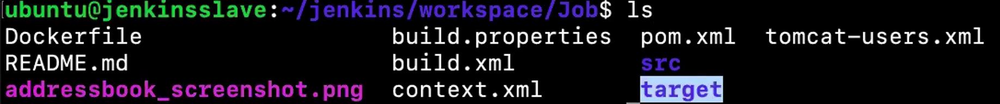 ubuntu@jenkinsslave:~/jenkins/workspace/Job$ ls
Dockerfile build.properties pom.xml tomcat-users.xml
README.md build.xml src
addressbook_screenshot.png context.xml target